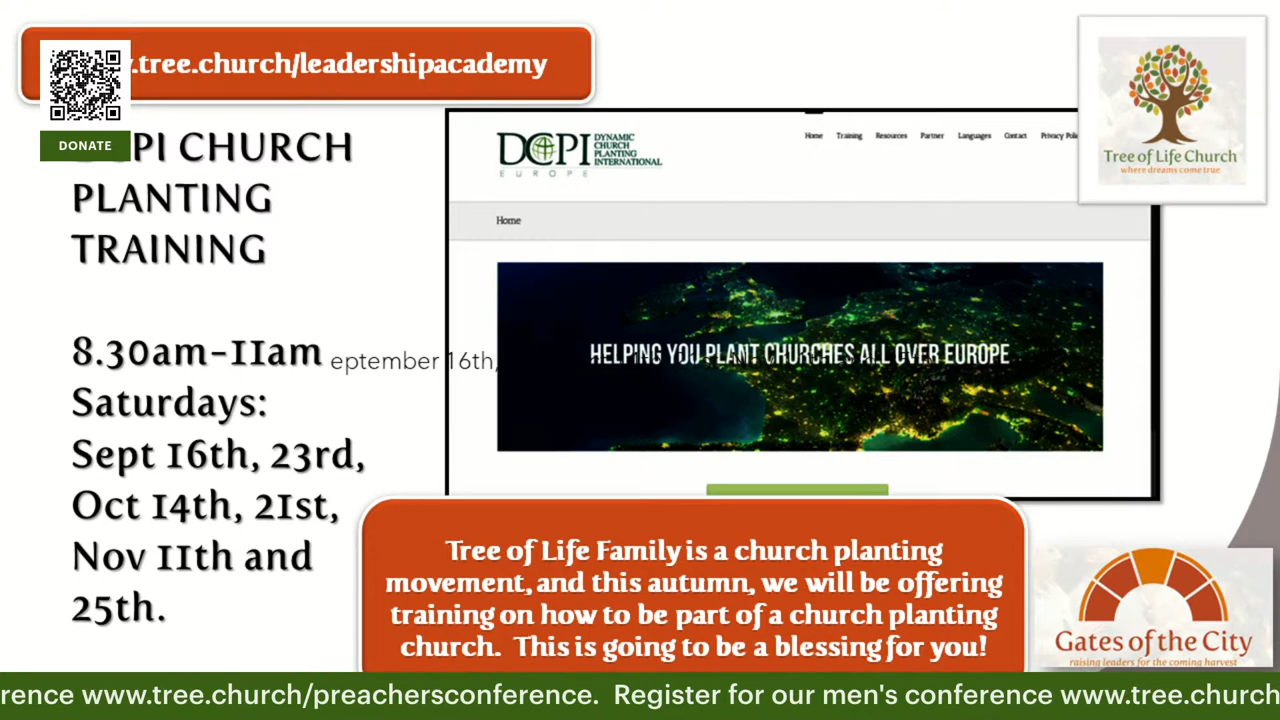 .tree.church/leadershipacademy
DONATE
PI CHURCH
PLANTING
TRAINING
8.30am-11am
Saturdays:
Sept 16th, 23rd,
Oct 14th, 21st,
Nov 11th and
25th.
eptember 16th,
DCPI DYNAMIC
CHURCH
PLANTING
INTERNATIONAL
EUROPE
Home Training Resources Partner Languages Contact Privacy
Home
HELPING YOU PLANT CHURCHES ALL OVER EUROPE
Tree of Life Church
where dreams come true
Tree of Life Family is a church planting
movement, and this autumn, we will be offering
training on how to be part of a church planting
church. This is going to be a blessing for you!
Gates of the City
raising leaders for the coming harvest
rence www.tree.church/preachersconference. Register for our men's conference www.tree.church